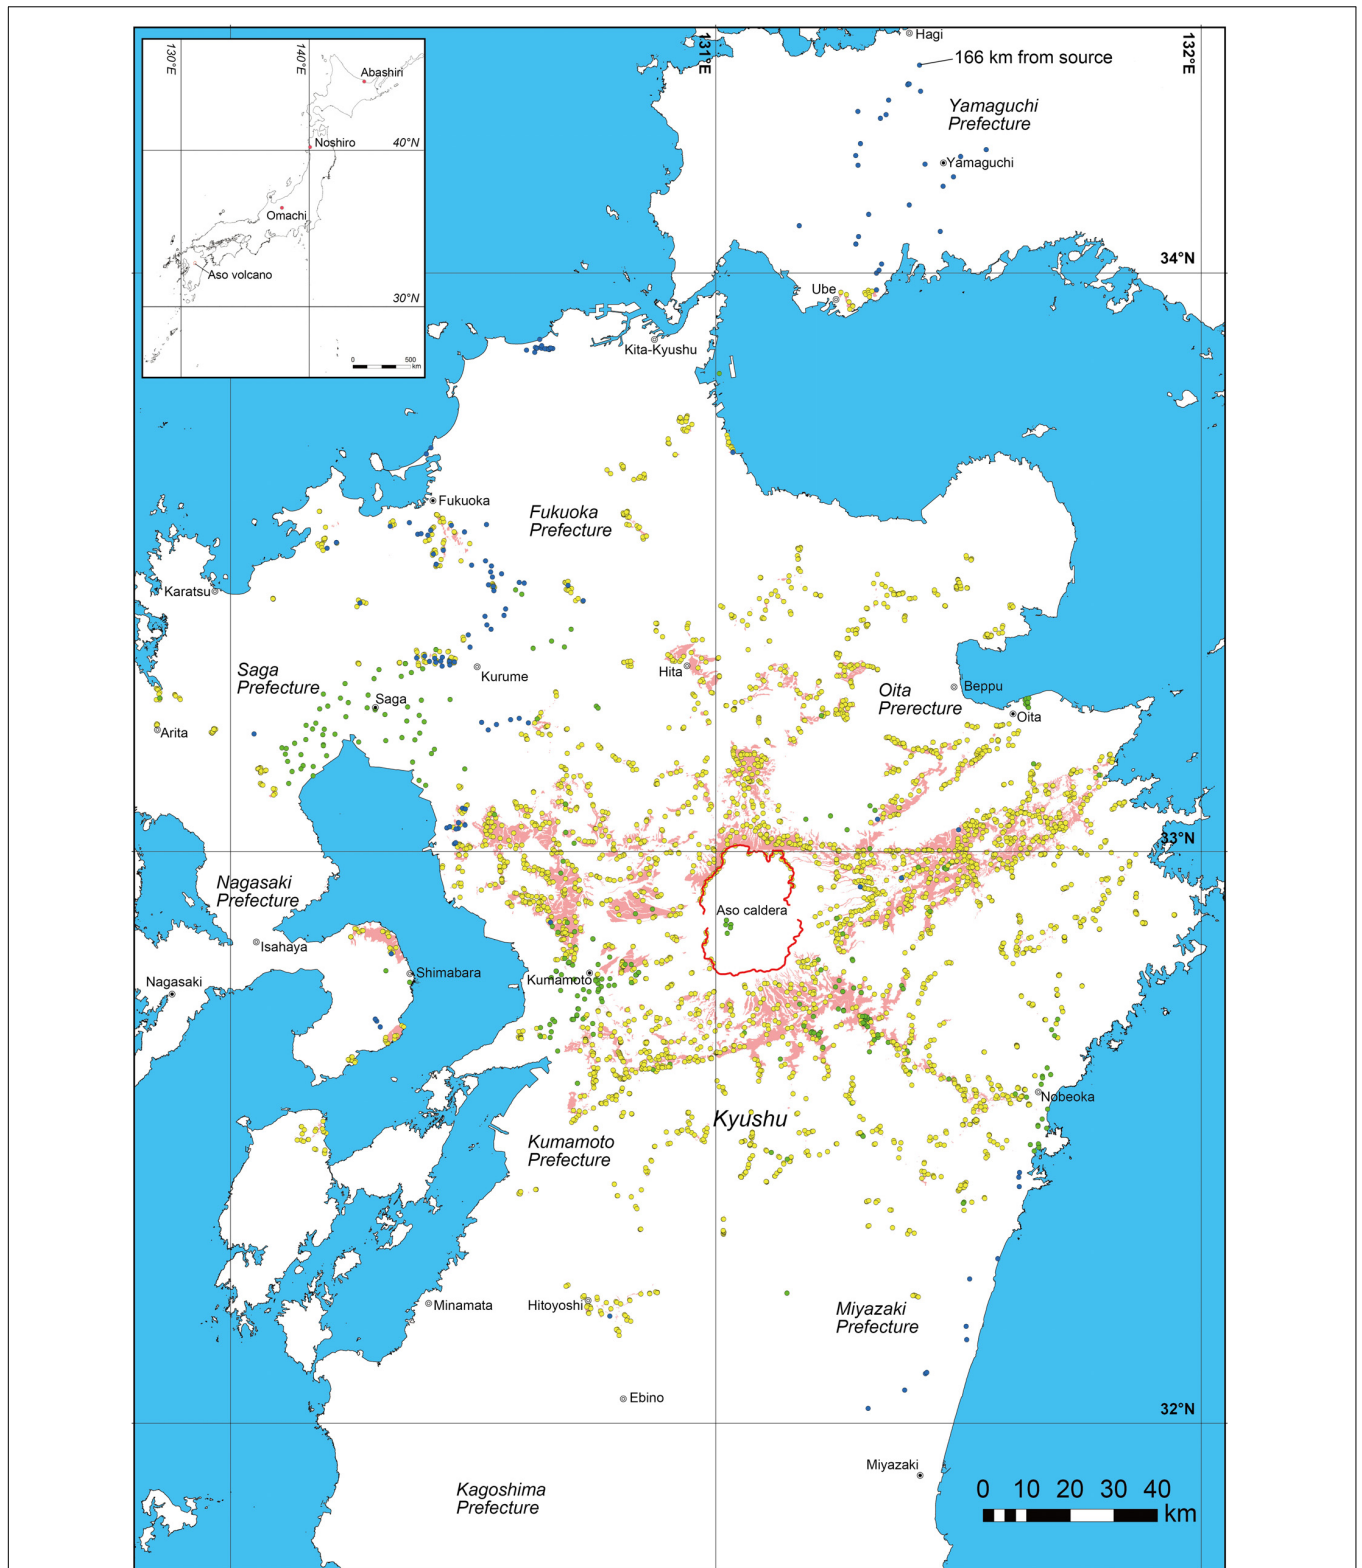 130°E
140°E
Abashiri
Noshiro
40°N
Omachi
Aso volcano
30°N
0 500
km
131°E
132°E
Hagi
166 km from source
Yamaguchi
Prefecture
Yamaguchi
34°N
Ube
Kita-Kyushu
Fukuoka
Fukuoka
Prefecture
Karatsu
Saga
Prefecture
Kurume
Hita
Saga
Oita
Prerecture
Beppu
Oita
Arita
33°N
Nagasaki
Prefecture
Aso caldera
Isahaya
Shimabara
Kumamoto
Nagasaki
Nobeoka
Kyushu
Kumamoto
Prefecture
Minamata
Hitoyoshi
Miyazaki
Prefecture
Ebino
32°N
Miyazaki
Kagoshima
Prefecture
0 10 20 30 40
km